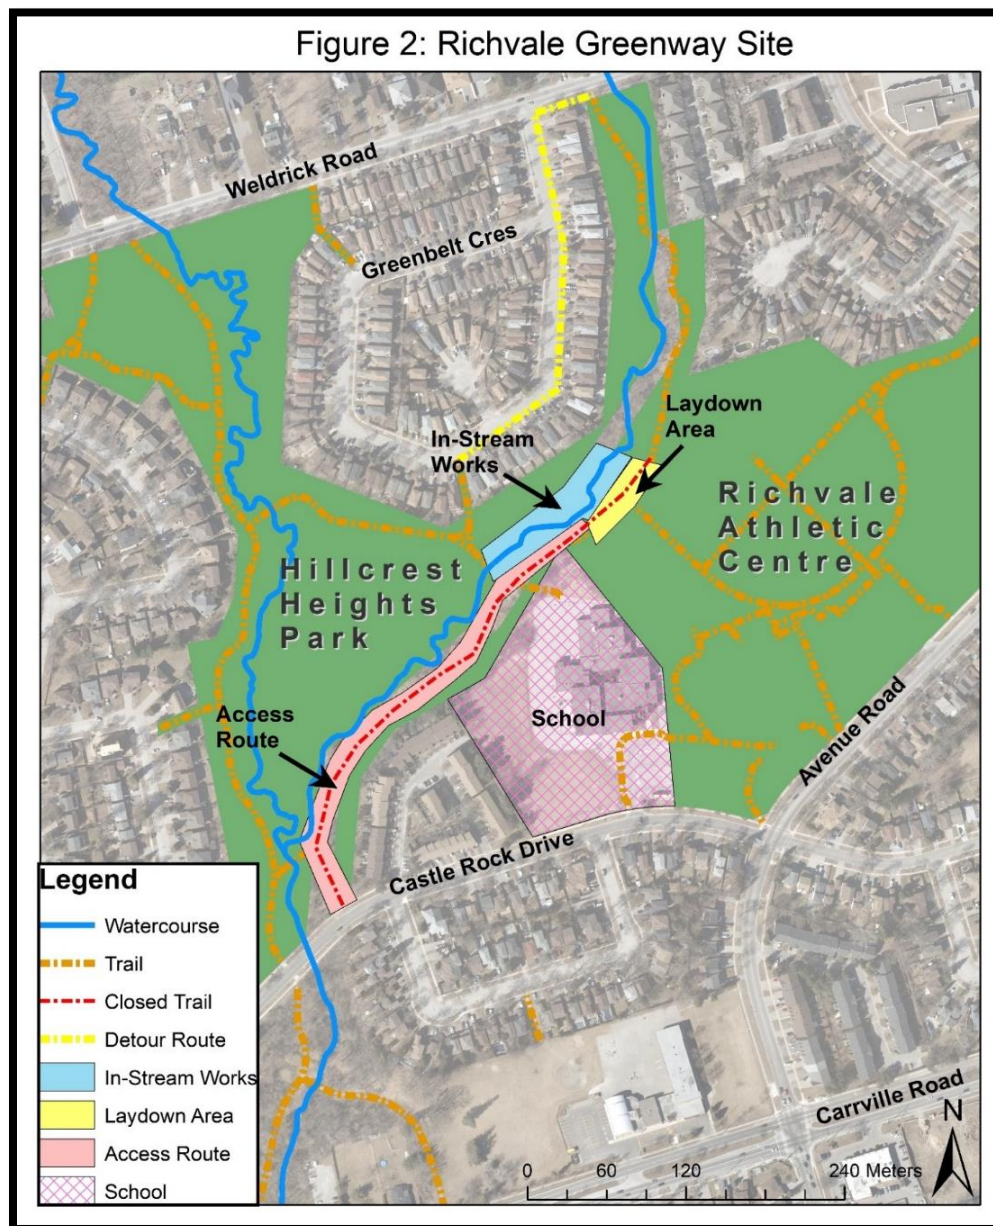 Figure 2: Richvale Greenway Site
Weldrick Road
Greenbelt Cres
In-Stream
Works
Laydown
Area
Richvale
Athletic
Centre
Hillcrest
Heights
Park
Access
Route
School
Avenue Road
Castle Rock Drive
Carrville Road
N
0 60 120 240 Meters
Legend
Watercourse
Trail
Closed Trail
Detour Route
In-Stream Works
Laydown Area
Access Route
School